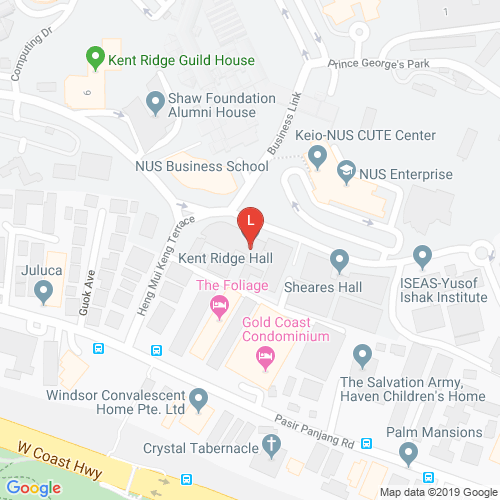 Computing Dr
Kent Ridge Guild House
9
Prince George's Park
Shaw Foundation
Alumni House
Business Link
Keio-NUS CUTE Center
NUS Business School
NUS Enterprise
L
Heng Mui Keng Terrace
Kent Ridge Hall
Juluca
Guok Ave
The Foliage
Sheares Hall
ISEAS-Yusof
Ishak Institute
Gold Coast
Condominium
The Salvation Army,
Haven Children's Home
Windsor Convalescent
Home Pte. Ltd
Pasir Panjang Rd
Palm Mansions
Crystal Tabernacle
W Coast Hwy
Google
Map data ©2019 Google